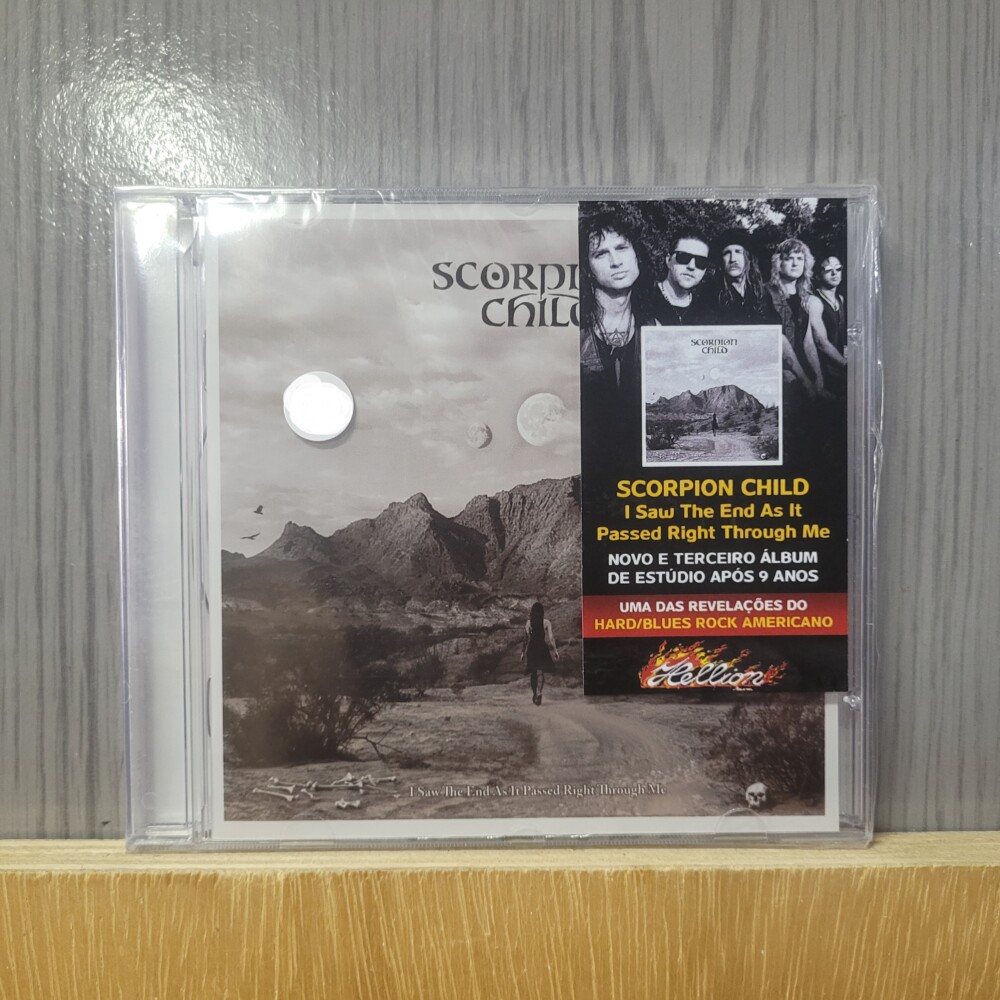 SCORPI
CHILD
SCORPION
CHILD
SCORPION CHILD
I Saw The End As It
Passed Right Through Me
NOVO E TERCEIRO ÁLBUM
DE ESTÚDIO APÓS 9 ANOS
UMA DAS REVELAÇÕES DO
HARD/BLUES ROCK AMERICANO
Hellion
I Saw The End As It Passed Right Through Me